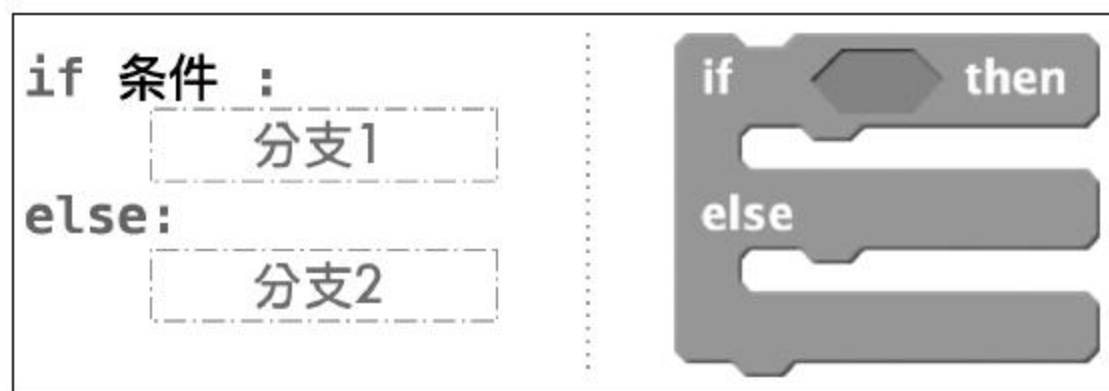 if 条件 :
分支1
else:
分支2
if then
else